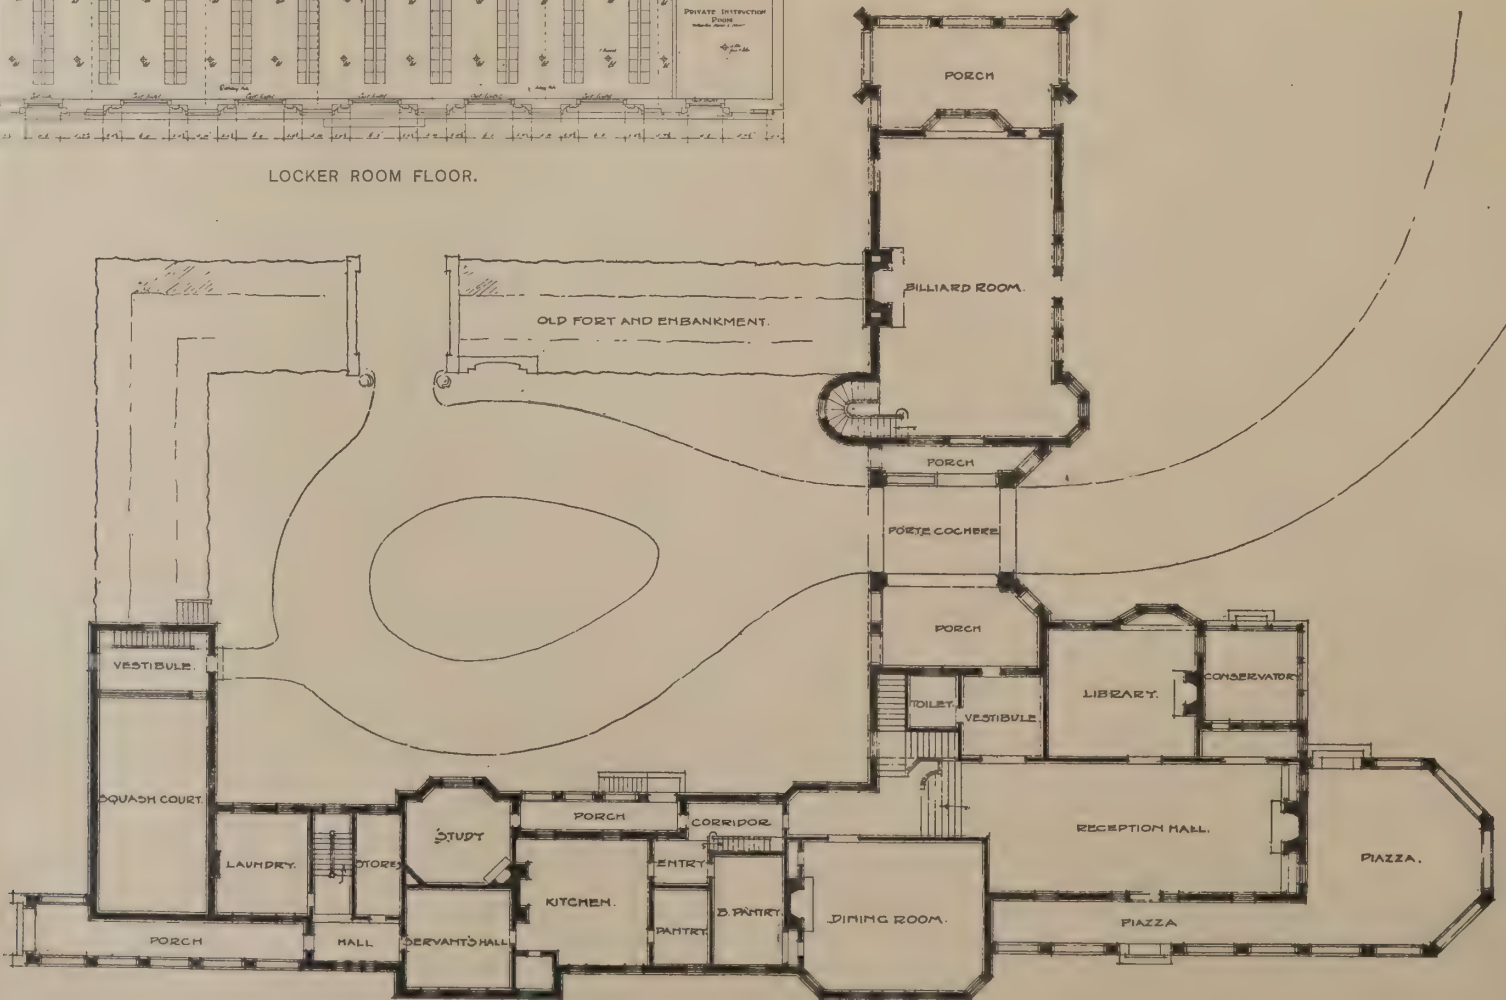 PRIVATE INSTRUCTION
ROOM
LOCKER ROOM FLOOR.
PORCH
BILLIARD ROOM.
OLD FORT AND EMBANKMENT.
PORCH
PORTE COCHERE
PORCH
VESTIBULE.
LIBRARY.
CONSERVATORY
TOILET.
VESTIBULE
SQUASH COURT.
STUDY
PORCH
CORRIDOR
RECEPTION HALL.
PIAZZA.
LAUNDRY.
STORE
ENTRY
KITCHEN.
B. PANTRY.
DINING ROOM.
PIAZZA
PANTRY.
PORCH
HALL
SERVANT'S HALL